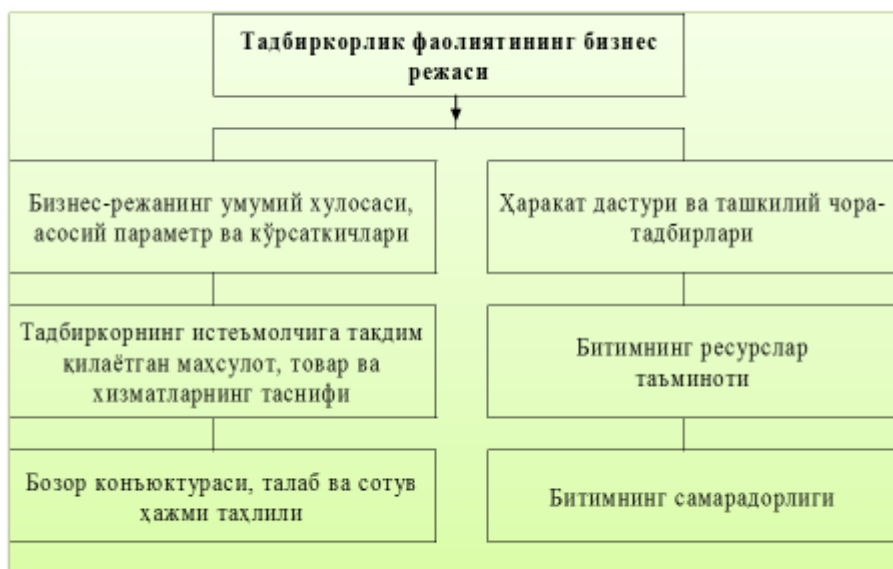 Тадбиркорлик фаолиятининг бизнес
режаси
Бизнес-режанинг умумий хулосаси,
асосий параметр ва кўрсаткичлари
Тадбиркорнинг истеъмолчига тақдим
қилаётган махсулот, товар ва
хизматларнинг таснифи
Бозор конъюктураси, талаб ва сотув
ҳажми таҳлили
Ҳаракат дастури ва ташкилий чора-
тадбирлари
Битимнинг ресурслар
таъминоти
Битимнинг самарадорлиги